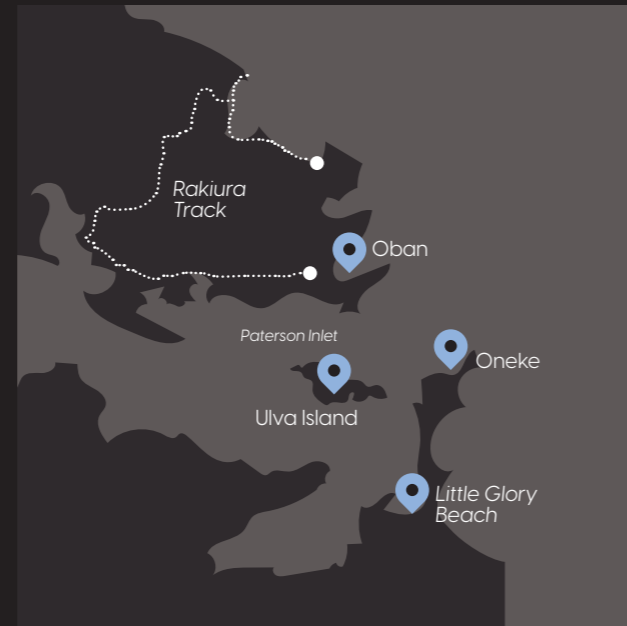 Rakiura
Track
Oban
Paterson Inlet
Oneke
Ulva Island
Little Glory
Beach